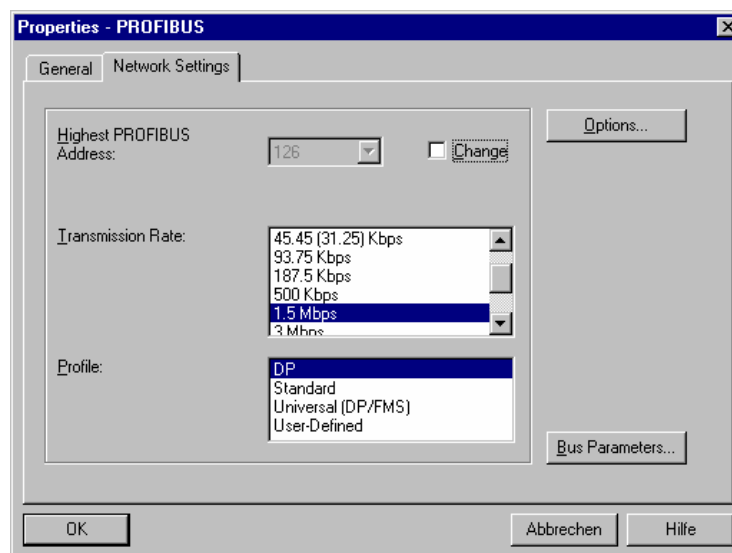 Properties - PROFIBUS
General
Network Settings
Highest PROFIBUS
Address:
126
Change
Options...
Transmission Rate:
45.45 (31.25) Kbps
93.75 Kbps
187.5 Kbps
500 Kbps
1.5 Mbps
3 Mbps
Profile:
DP
Standard
Universal (DP/FMS)
User-Defined
Bus Parameters...
OK
Abbrechen
Hilfe